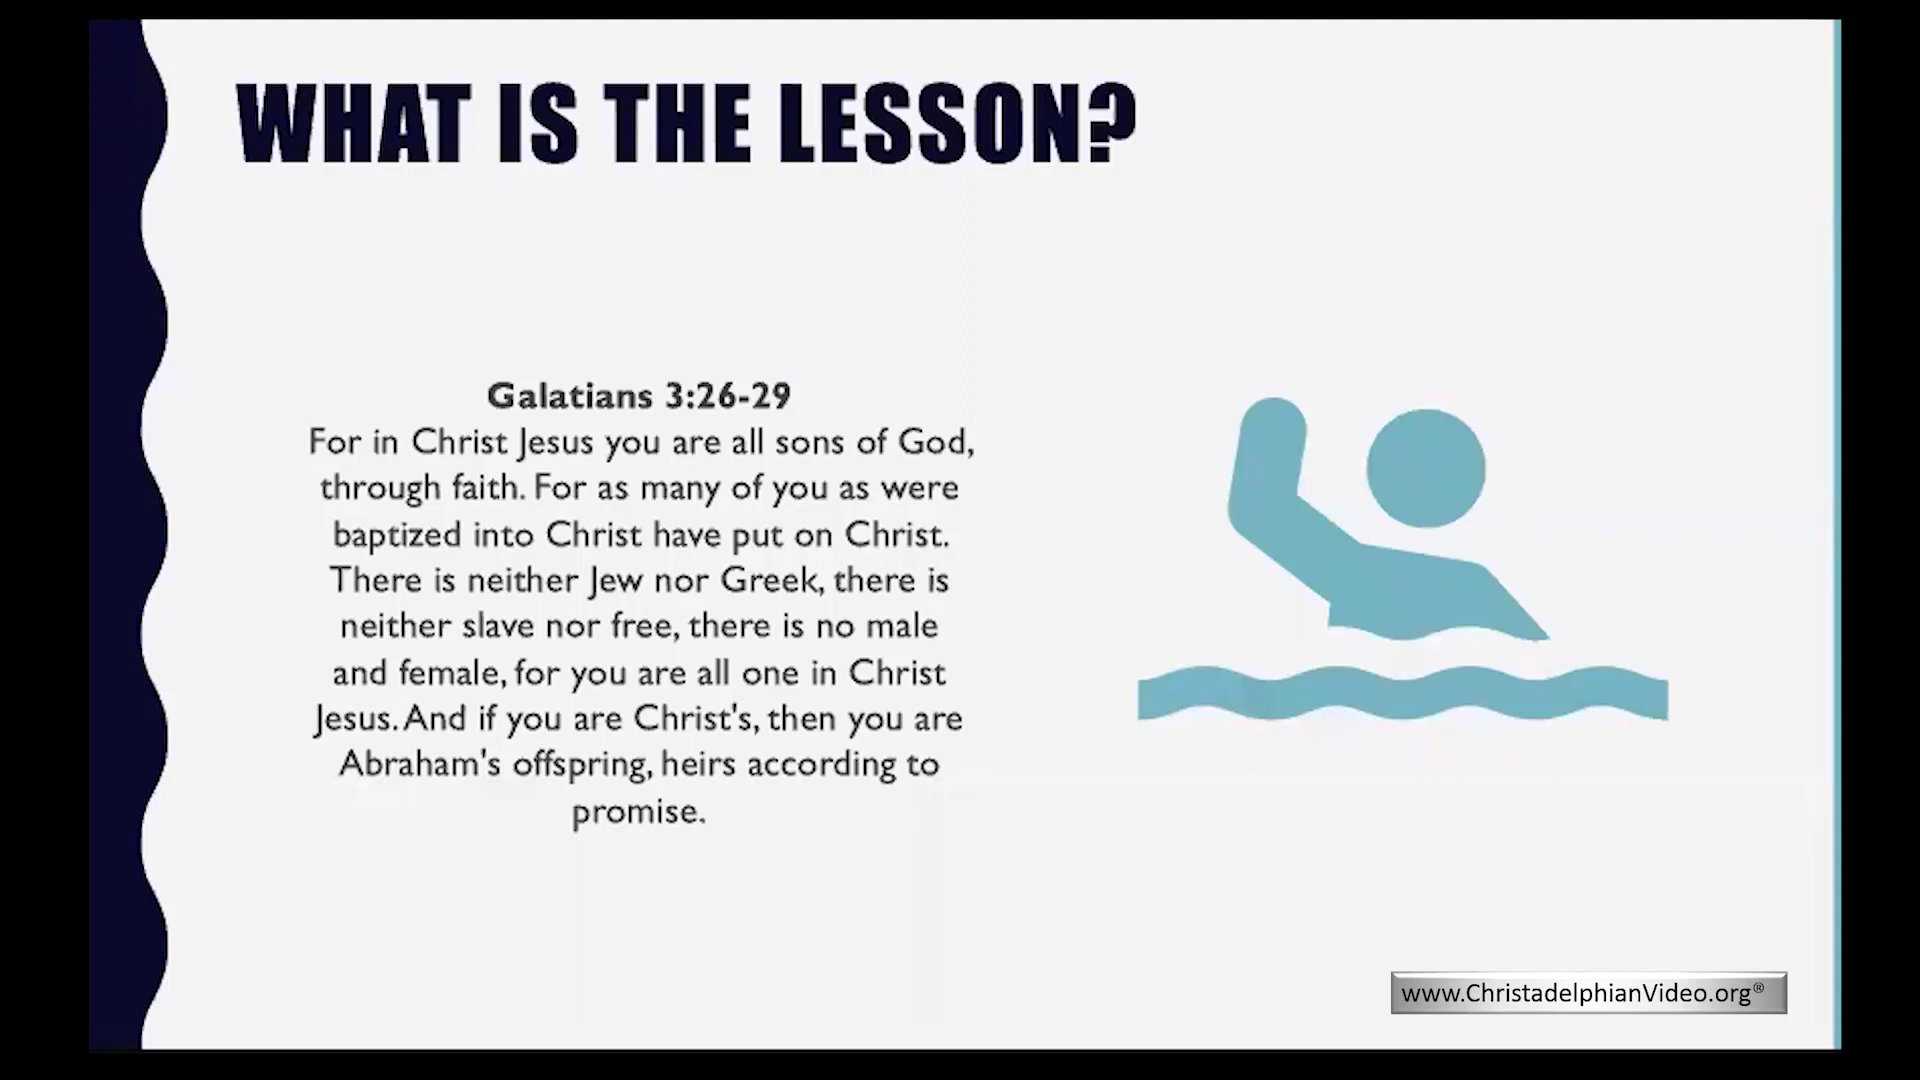 WHAT IS THE LESSON?
Galatians 3:26-29
For in Christ Jesus you are all sons of God,
through faith. For as many of you as were
baptized into Christ have put on Christ.
There is neither Jew nor Greek, there is
neither slave nor free, there is no male
and female, for you are all one in Christ
Jesus. And if you are Christ's, then you are
Abraham's offspring, heirs according to
promise.
www.ChristadelphianVideo.org®